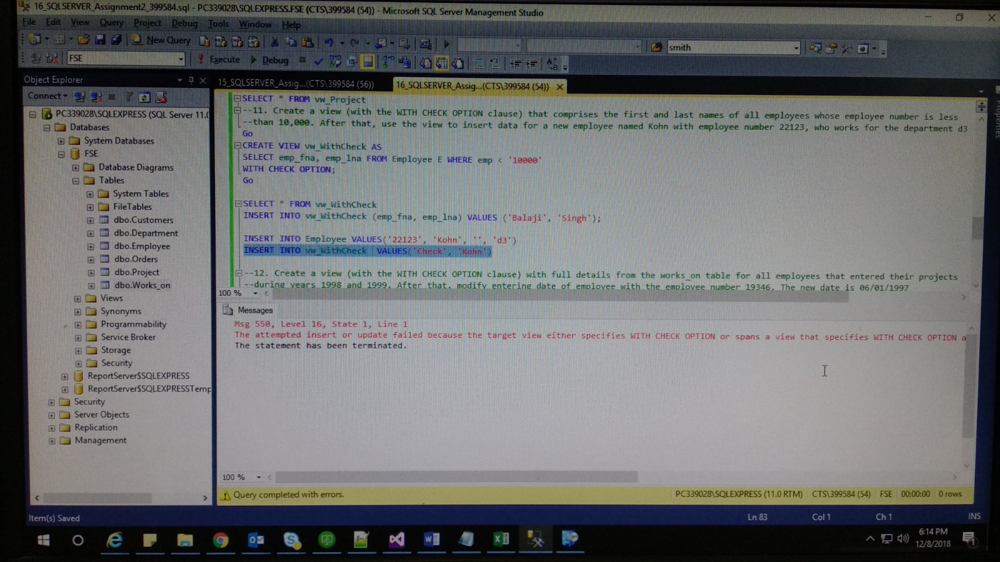 16_SQLSERVER_Assignment2_399584.sql - PC339028\SQLEXPRESS.FSE (CTS\399584 (54)) - Microsoft SQL Server Management Studio
File Edit View Query Project Debug Tools Window Help
New Query
smith
FSE
Execute
Debug
Object Explorer
15_SQLSERVER_Assig...(CTS\399584 (56))
16_SQLSERVER_Assig...(CTS\399584 (54))
Connect
PC339028\SQLEXPRESS (SQL Server 11.0
Databases
System Databases
FSE
Database Diagrams
Tables
System Tables
FileTables
dbo.Customers
dbo.Department
dbo.Employee
dbo.Orders
dbo.Project
dbo.Works_on
Views
Synonyms
Programmability
Service Broker
Storage
Security
ReportServer$SQLEXPRESS
ReportServer$SQLEXPRESSTemp
Security
Server Objects
Replication
Management
SELECT * FROM vw_Project
--11. Create a view (with the WITH CHECK OPTION clause) that comprises the first and last names of all employees whose employee number is less
--than 10,000. After that, use the view to insert data for a new employee named Kohn with employee number 22123, who works for the department d3
Go
CREATE VIEW vw_WithCheck AS
SELECT emp_fna, emp_lna FROM Employee E WHERE emp < '10000'
WITH CHECK OPTION;
Go
SELECT * FROM vw_WithCheck
INSERT INTO vw_WithCheck (emp_fna, emp_lna) VALUES ('Balaji', 'Singh');
INSERT INTO Employee VALUES('22123', 'Kohn', '', 'd3')
INSERT INTO vw_WithCheck VALUES('Check', 'Kohn')
--12. Create a view (with the WITH CHECK OPTION clause) with full details from the works_on table for all employees that entered their projects
--during years 1998 and 1999. After that, modify entering date of employee with the employee number 19346. The new date is 06/01/1997
100 %
Messages
Msg 550, Level 16, State 1, Line 1
The attempted insert or update failed because the target view either specifies WITH CHECK OPTION or spans a view that specifies WITH CHECK OPTION a
The statement has been terminated.
100 %
Query completed with errors.
PC339028\SQLEXPRESS (11.0 RTM) CTS\399584 (54) FSE 00:00:00 0 rows
Item(s) Saved
Ln 83 Col 1 Ch 1 INS
6:14 PM
12/8/2018
Properties